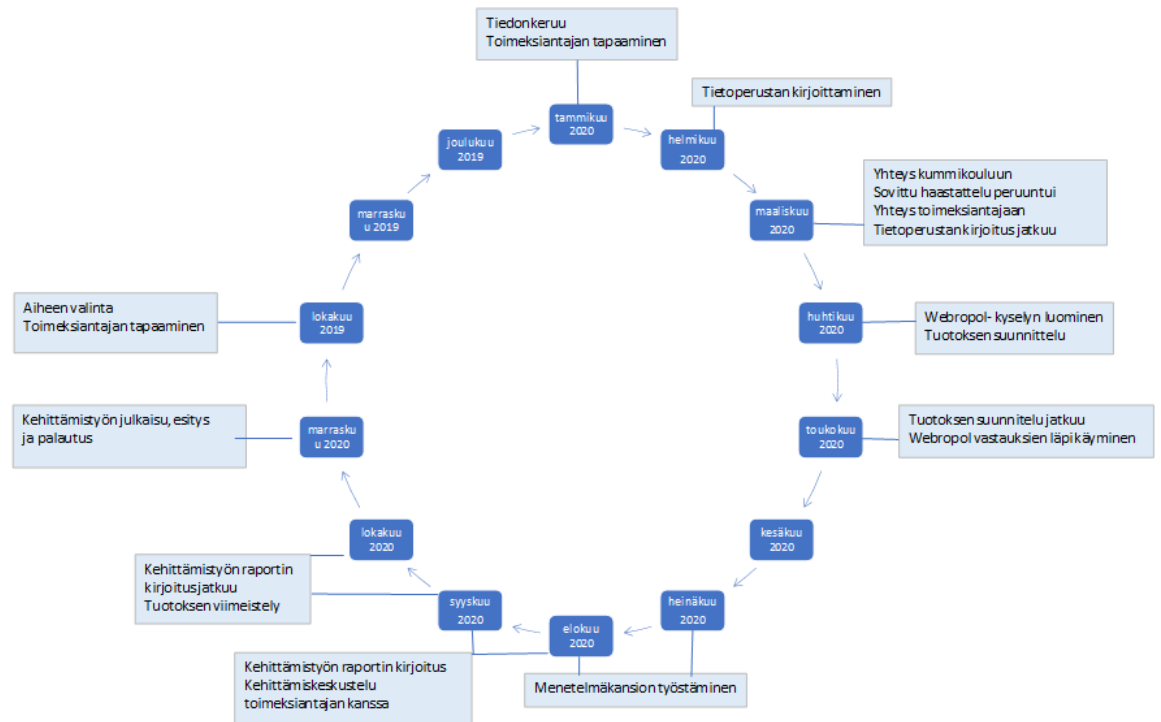 Tiedonkeruu
Toimeksiantajan tapaaminen
tammikuu
2020
Tietoperustan kirjoittaminen
helmikuu
2020
Yhteys kummikouluun
Sovittu haastattelu peruuntui
Yhteys toimeksiantajaan
Tietoperustan kirjoitus jatkuu
maaliskuu
2020
huhtikuu
2020
Webropol- kyselyn luominen
Tuotoksen suunnittelu
toukokuu
2020
Tuotoksen suunnitelu jatkuu
Webropol vastauksien läpikäyminen
kesäkuu
2020
heinäkuu
2020
Menetelmäkansion työstäminen
elokuu
2020
Kehittämistyön raportin kirjoitus
Kehittämiskeskustelu
toimeksiantajan kanssa
syyskuu
2020
Kehittämistyön raportin
kirjoitus jatkuu
Tuotoksen viimeistely
lokakuu
2020
marrasku
u 2020
Kehittämistyön julkaisu, esitys
ja palautus
lokakuu
2019
Aiheen valinta
Toimeksiantajan tapaaminen
marrasku
u 2019
joulukuu
2019